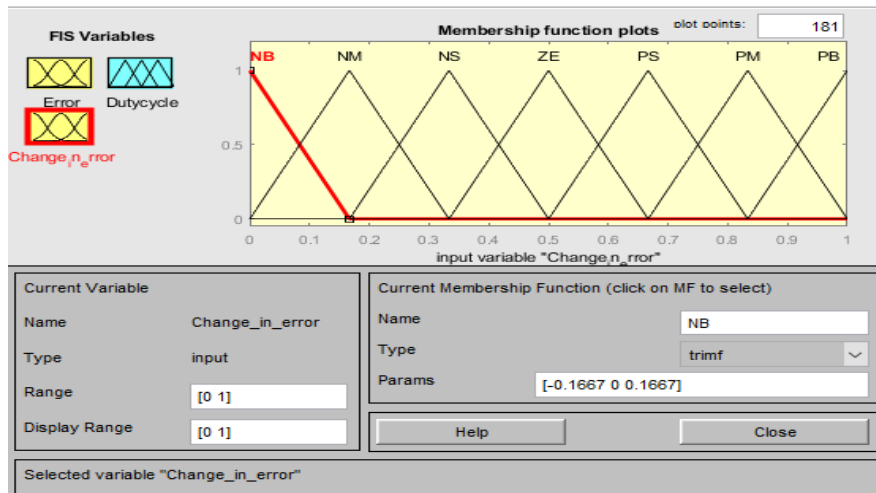 FIS Variables
Membership function plots
plot points:
181
NB NM NS ZE PS PM PB
Error Dutycycle
Change_in_error
1
0.5
0
0 0.1 0.2 0.3 0.4 0.5 0.6 0.7 0.8 0.9 1
input variable "Change_in_error"
Current Variable
Name Change_in_error
Type input
Range [0 1]
Display Range [0 1]
Current Membership Function (click on MF to select)
Name NB
Type trimf
Params [-0.1667 0 0.1667]
Help Close
Selected variable "Change_in_error"